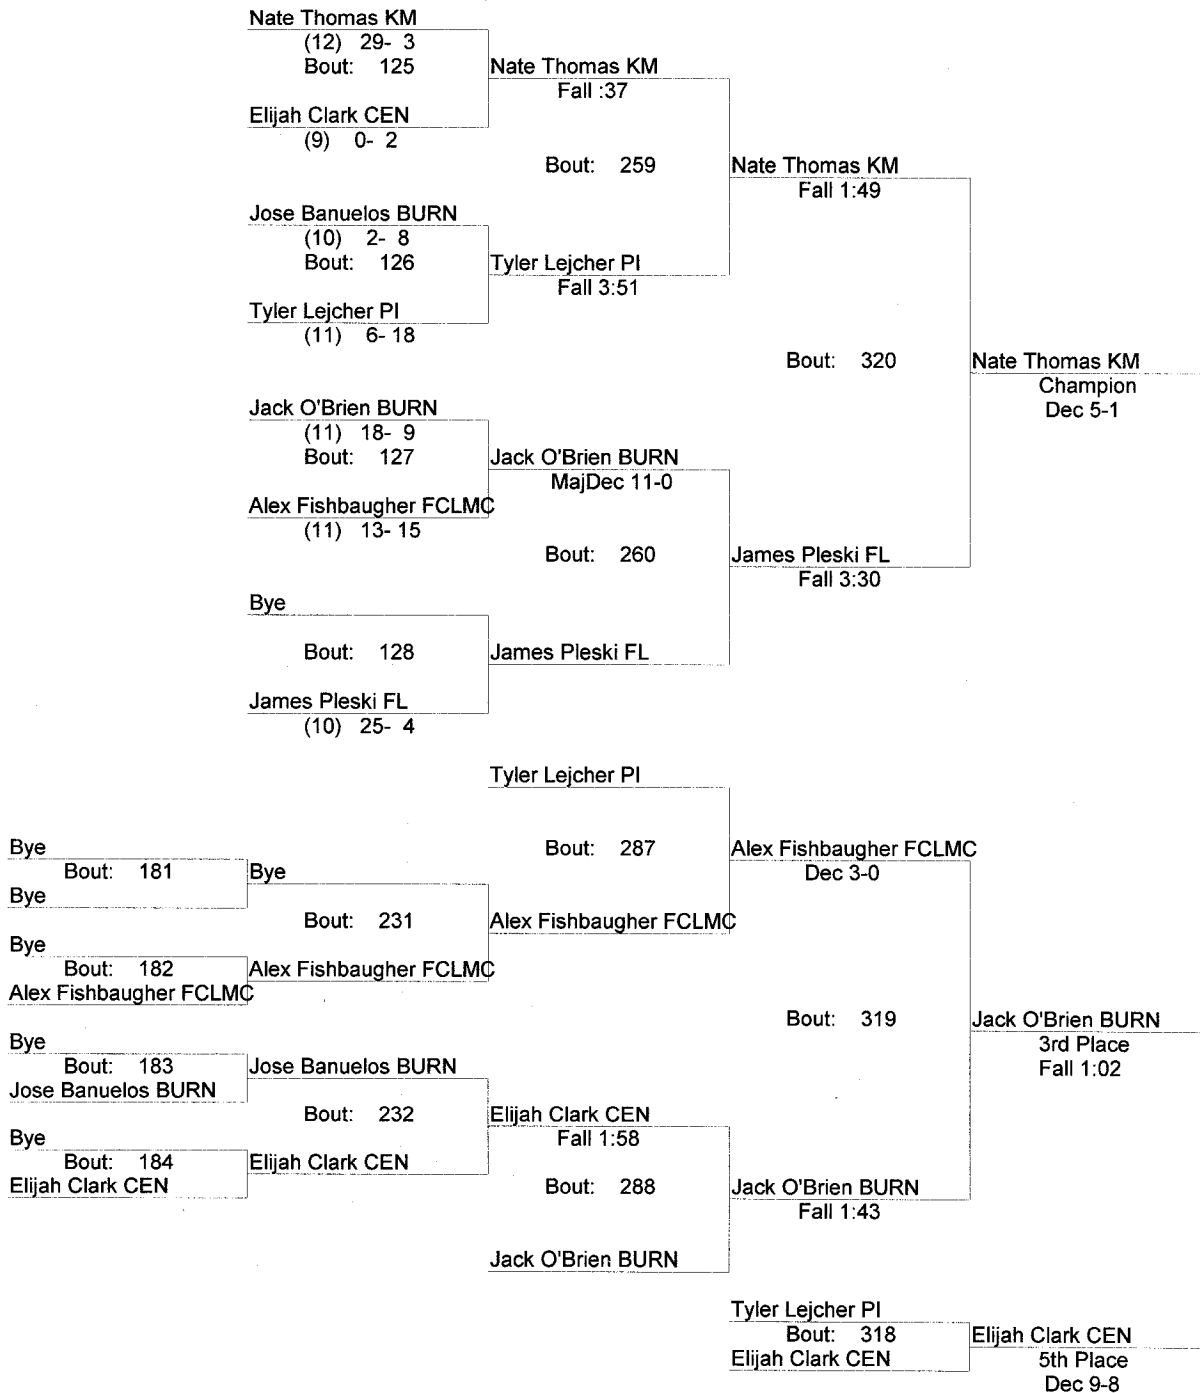 Nate Thomas KM
(12) 29- 3
Bout: 125
Nate Thomas KM
Fall :37
Elijah Clark CEN
(9) 0- 2
Bout: 259
Nate Thomas KM
Fall 1:49
Jose Banuelos BURN
(10) 2- 8
Bout: 126
Tyler Lejcher PI
Fall 3:51
Tyler Lejcher PI
(11) 6- 18
Bout: 320
Nate Thomas KM
Champion
Dec 5-1
Jack O'Brien BURN
(11) 18- 9
Bout: 127
Jack O'Brien BURN
MajDec 11-0
Alex Fishbaugher FCLMC
(11) 13- 15
Bout: 260
James Pleski FL
Fall 3:30
Bye
Bout: 128
James Pleski FL
James Pleski FL
(10) 25- 4
Tyler Lejcher PI
Bout: 287
Alex Fishbaugher FCLMC
Dec 3-0
Bye
Bout: 181
Bye
Bye
Bout: 231
Alex Fishbaugher FCLMC
Bye
Bout: 182
Alex Fishbaugher FCLMC
Alex Fishbaugher FCLMC
Bout: 319
Jack O'Brien BURN
3rd Place
Fall 1:02
Bye
Bout: 183
Jose Banuelos BURN
Jose Banuelos BURN
Bout: 232
Elijah Clark CEN
Fall 1:58
Bye
Bout: 184
Elijah Clark CEN
Elijah Clark CEN
Bout: 288
Jack O'Brien BURN
Fall 1:43
Jack O'Brien BURN
Tyler Lejcher PI
Bout: 318
Elijah Clark CEN
Elijah Clark CEN
5th Place
Dec 9-8